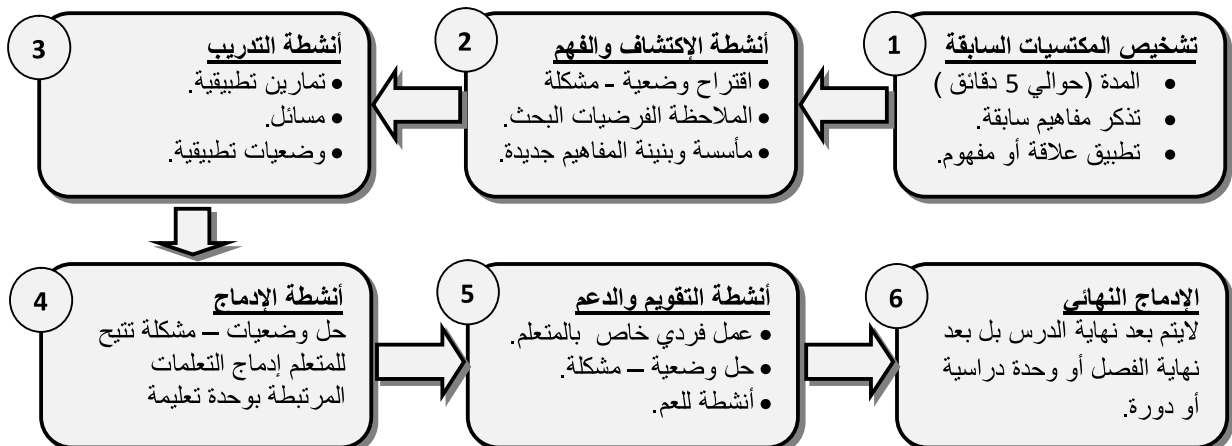 1
تشخيص المكتسيات السابقة
• المدة (حوالي 5 دقائق )
• تذكر مفاهيم سابقة.
• تطبيق علاقة أو مفهوم.
2
أنشطة الإكتشاف والفهم
• اقتراح وضعية - مشكلة
الملاحظة الفرضيات البحث.
• مأسسة وبنينة المفاهيم جديدة.
3
أنشطة التدريب
• تمارين تطبيقية.
• مسائل.
• وضعيات تطبيقية.
4
أنشطة الإدماج
حل وضعيات – مشكلة تتيح
للمتعلم إدماج التعلمات
المرتبطة بوحدة تعليمة
5
أنشطة التقويم والدعم
• عمل فردي خاص بالمتعلم.
• حل وضعية – مشكلة.
• أنشطة للعم.
6
الإدماج النهائي
لايتم بعد نهاية الدرس بل بعد
نهاية الفصل أو وحدة دراسية
أو دورة.